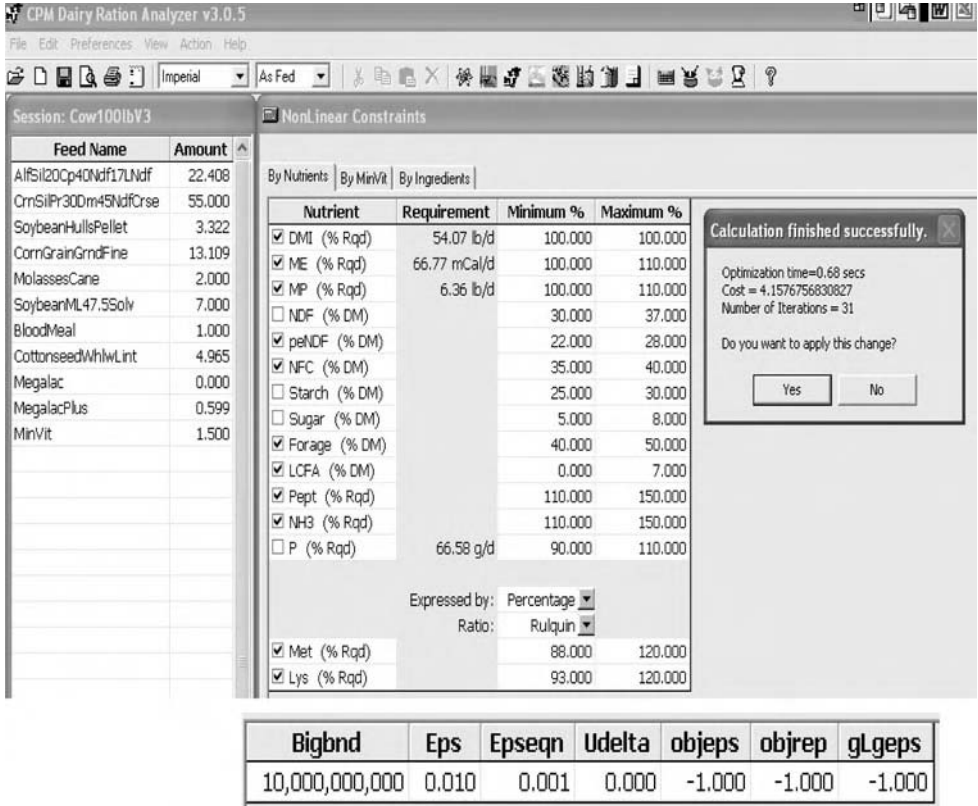 CPM Dairy Ration Analyzer v3.0.5
File Edit Preferences View Action Help
Imperial As Fed
Session: Cow100lbV3
Feed Name Amount
AlfSil20Cp40Ndf17LNdf 22.408
CrnSilPr30Dm45NdfCrse 55.000
SoybeanHullsPellet 3.322
CornGrainGrndFine 13.109
MolassesCane 2.000
SoybeanML47.5Solv 7.000
BloodMeal 1.000
CottonseedWhlwLint 4.965
Megalac 0.000
MegalacPlus 0.599
MinVit 1.500
NonLinear Constraints
By Nutrients By MinVit By Ingredients
Nutrient Requirement Minimum % Maximum %
DMI (% Rqd) 54.07 lb/d 100.000 100.000
ME (% Rqd) 66.77 mCal/d 100.000 110.000
MP (% Rqd) 6.36 lb/d 100.000 110.000
NDF (% DM) 30.000 37.000
peNDF (% DM) 22.000 28.000
NFC (% DM) 35.000 40.000
Starch (% DM) 25.000 30.000
Sugar (% DM) 5.000 8.000
Forage (% DM) 40.000 50.000
LCFA (% DM) 0.000 7.000
Pept (% Rqd) 110.000 150.000
NH3 (% Rqd) 110.000 150.000
P (% Rqd) 66.58 g/d 90.000 110.000
Expressed by: Percentage
Ratio: Rulquin
Met (% Rqd) 88.000 120.000
Lys (% Rqd) 93.000 120.000
Calculation finished successfully.
Optimization time=0.68 secs
Cost = 4.1576756830827
Number of Iterations = 31
Do you want to apply this change?
Yes No
Bigbnd Eps Epseqn Udelta objeps objrep gLgeps
10,000,000,000 0.010 0.001 0.000 -1.000 -1.000 -1.000